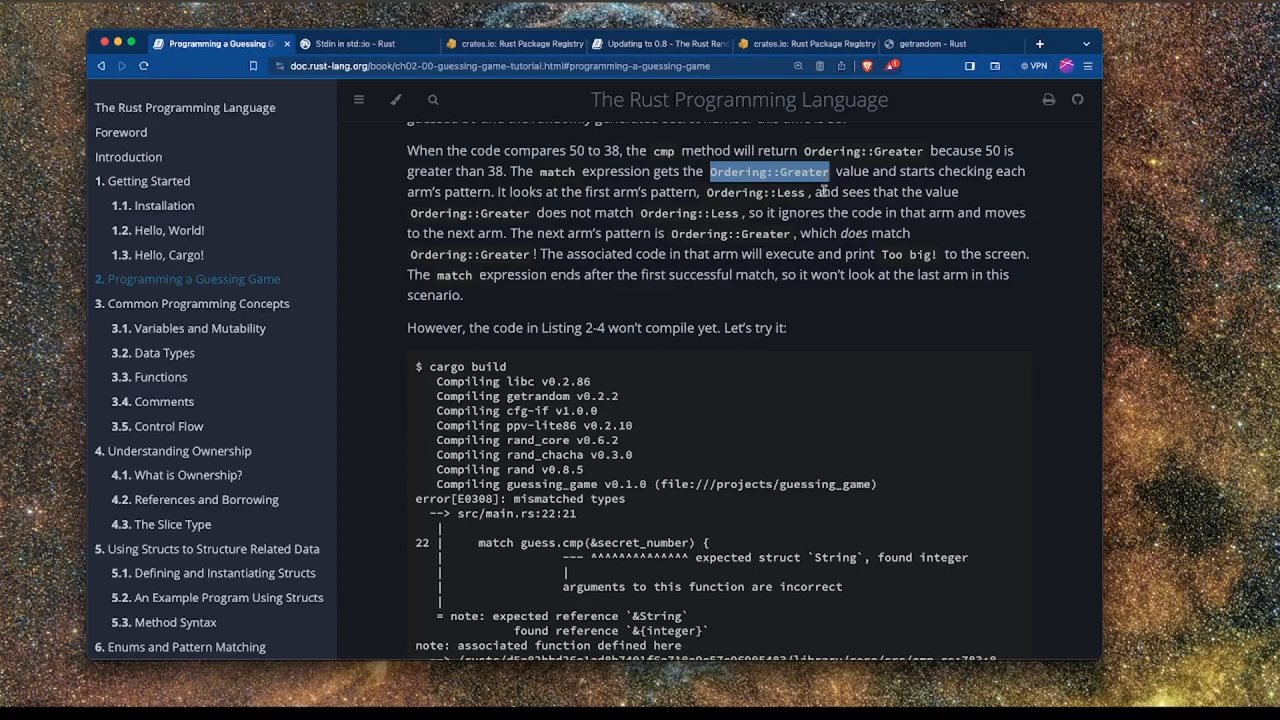 Programming a Guessing G
Stdin in std::io - Rust
crates.io: Rust Package Registry
Updating to 0.8 - The Rust Ran
crates.io: Rust Package Registry
getrandom - Rust
doc.rust-lang.org/book/ch02-00-guessing-game-tutorial.html#programming-a-guessing-game
VPN
The Rust Programming Language
Foreword
Introduction
1. Getting Started
1.1. Installation
1.2. Hello, World!
1.3. Hello, Cargo!
2. Programming a Guessing Game
3. Common Programming Concepts
3.1. Variables and Mutability
3.2. Data Types
3.3. Functions
3.4. Comments
3.5. Control Flow
4. Understanding Ownership
4.1. What is Ownership?
4.2. References and Borrowing
4.3. The Slice Type
5. Using Structs to Structure Related Data
5.1. Defining and Instantiating Structs
5.2. An Example Program Using Structs
5.3. Method Syntax
6. Enums and Pattern Matching
The Rust Programming Language
When the code compares 50 to 38, the cmp method will return Ordering::Greater because 50 is
greater than 38. The match expression gets the Ordering::Greater value and starts checking each
arm's pattern. It looks at the first arm's pattern, Ordering::Less, and sees that the value
Ordering::Greater does not match Ordering::Less, so it ignores the code in that arm and moves
to the next arm. The next arm's pattern is Ordering::Greater, which does match
Ordering::Greater! The associated code in that arm will execute and print Too big! to the screen.
The match expression ends after the first successful match, so it won't look at the last arm in this
scenario.
However, the code in Listing 2-4 won't compile yet. Let's try it:
$ cargo build
Compiling libc v0.2.86
Compiling getrandom v0.2.2
Compiling cfg-if v1.0.0
Compiling ppv-lite86 v0.2.10
Compiling rand_core v0.6.2
Compiling rand_chacha v0.3.0
Compiling rand v0.8.5
Compiling guessing_game v0.1.0 (file:///projects/guessing_game)
error[E0308]: mismatched types
--> src/main.rs:22:21
|
22 | match guess.cmp(&secret_number) {
| --- ^^^^^^^^^^^^^^ expected struct `String`, found integer
| |
| arguments to this function are incorrect
|
= note: expected reference `&String`
found reference `&{integer}`
note: associated function defined here